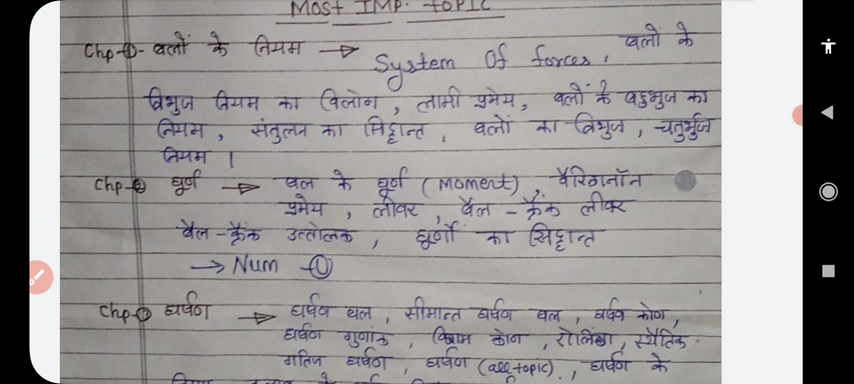 MOST IMP. TOPIC
Chp-①- बलों के नियम → System Of forces, बलों के
त्रिभुज नियम का विलोम, लामी प्रमेय, बलों के बहुभुज का
नियम, संतुलन का सिद्दान्त, बलों का त्रिभुज, चतुर्भुज
नियम।
Chp-② घूर्ण → बल के घूर्ण (Moment), वैरिगनॉन
प्रमेय, लीवर, बैल-क्रैंक लीवर
बैल-क्रैंक उत्तोलक, घूर्णों का सिद्दान्त
→ Num -①
Chp- घर्षण → घर्षण बल, सीमान्त घर्षण बल, घर्षण कोण,
घर्षण गुणांक, विराम कोण, स्थैतिक
गतिज घर्षण, घर्षण (all topic), घर्षण के